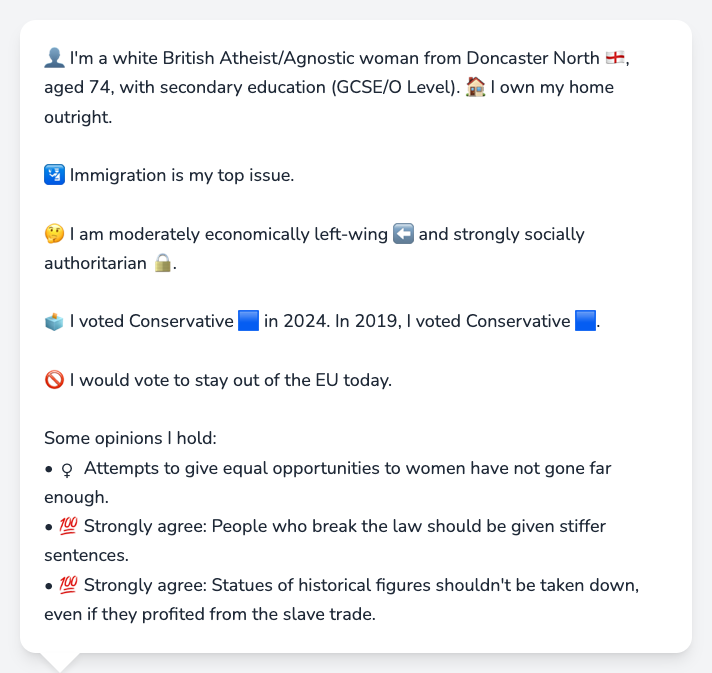 👤 I'm a white British Atheist/Agnostic woman from Doncaster North 🏴󠁧󠁢󠁥󠁮󠁧󠁿,
aged 74, with secondary education (GCSE/O Level). 🏠 I own my home
outright.
🛂 Immigration is my top issue.
🤔 I am moderately economically left-wing ⬅️ and strongly socially
authoritarian 🔒.
🗳️ I voted Conservative 🟦 in 2024. In 2019, I voted Conservative 🟦.
🚫 I would vote to stay out of the EU today.
Some opinions I hold:
• ♀ Attempts to give equal opportunities to women have not gone far
enough.
• 💯 Strongly agree: People who break the law should be given stiffer
sentences.
• 💯 Strongly agree: Statues of historical figures shouldn't be taken down,
even if they profited from the slave trade.